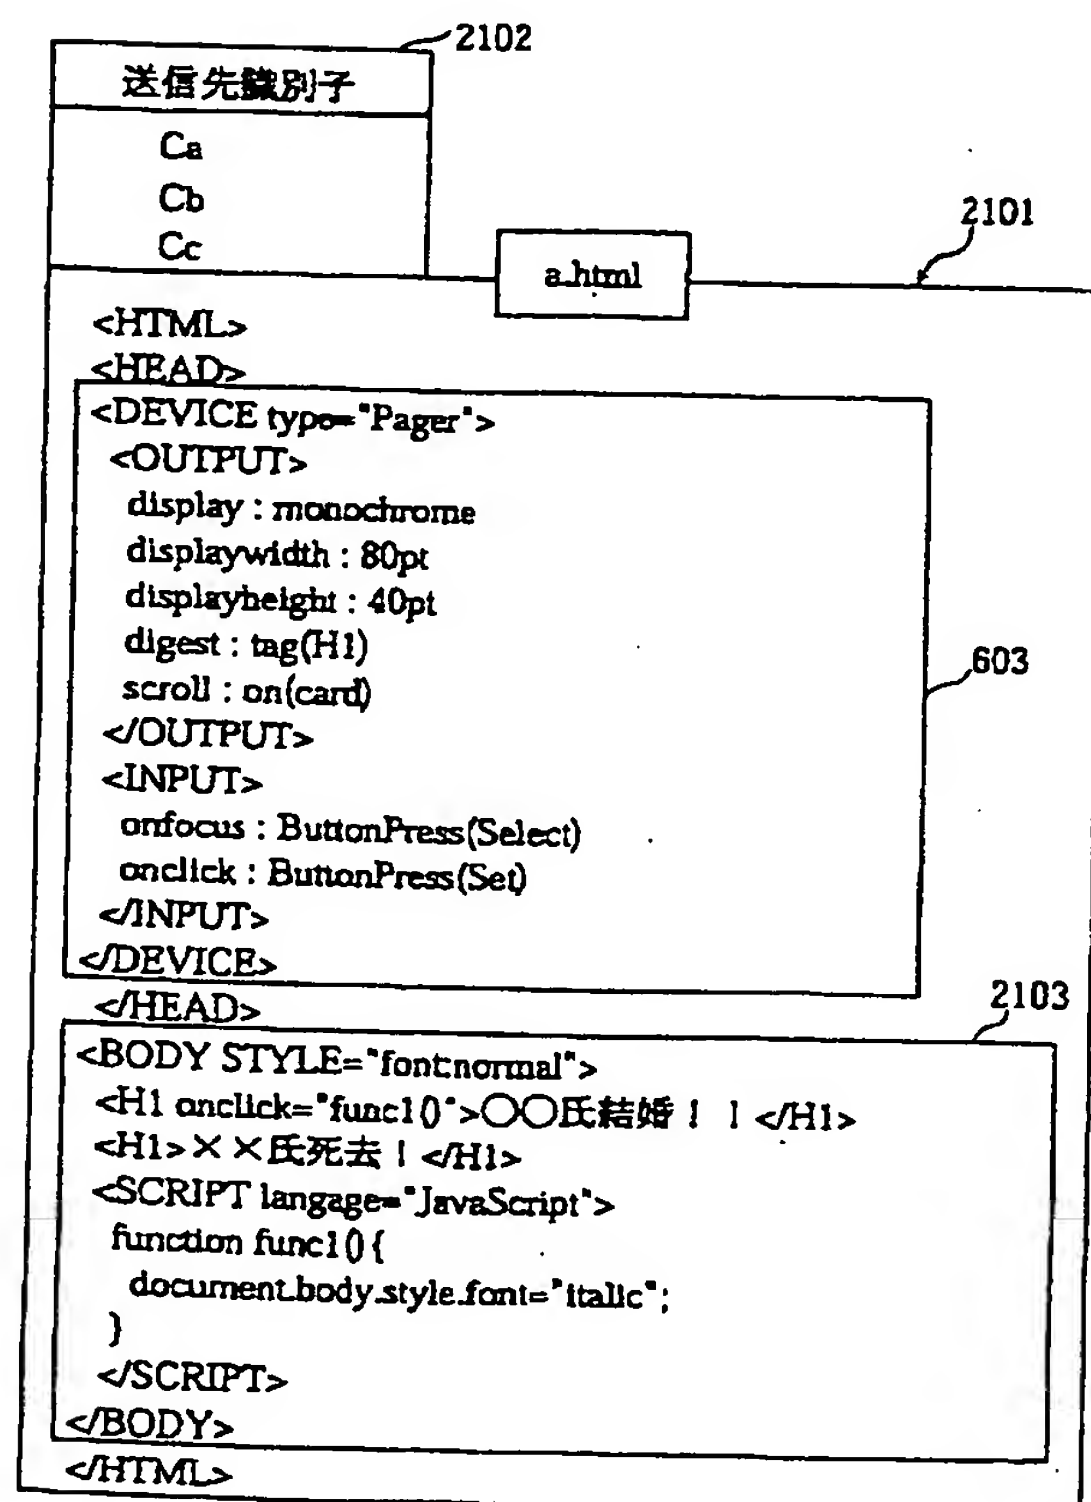 2102
送信先識別子
Ca
Cb
Cc
2101
a.html
<HTML>
<HEAD>
<DEVICE type="Pager">
<OUTPUT>
display : monochrome
displaywidth : 80pt
displayheight : 40pt
digest : tag(H1)
scroll : on(card)
</OUTPUT>
603
<INPUT>
onfocus : ButtonPress(Select)
onclick : ButtonPress(Set)
</INPUT>
</DEVICE>
</HEAD>
2103
<BODY STYLE="font:normal">
<H1 onclick="func1()">〇〇氏結婚！！</H1>
<H1>××氏死去！</H1>
<SCRIPT langage="JavaScript">
function func1(){
document.body.style.font="italic";
}
</SCRIPT>
</BODY>
</HTML>